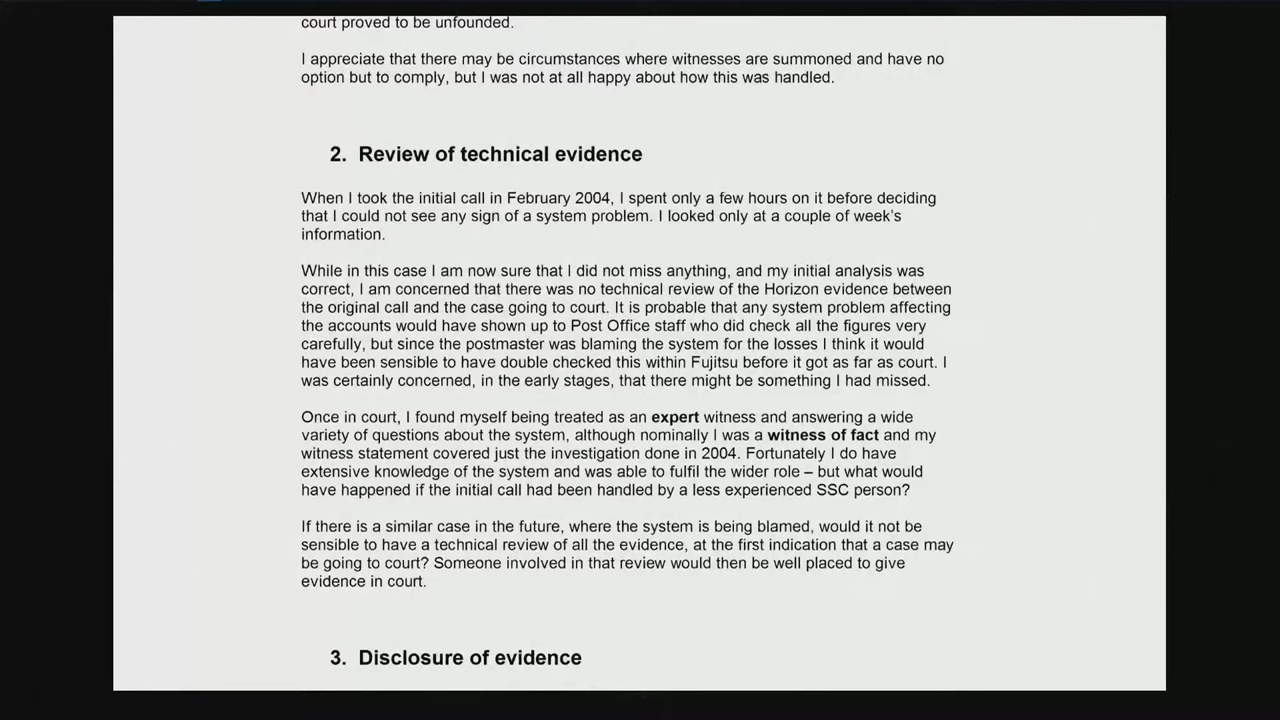 court proved to be unfounded.
I appreciate that there may be circumstances where witnesses are summoned and have no
option but to comply, but I was not at all happy about how this was handled.
2. Review of technical evidence
When I took the initial call in February 2004, I spent only a few hours on it before deciding
that I could not see any sign of a system problem. I looked only at a couple of week's
information.
While in this case I am now sure that I did not miss anything, and my initial analysis was
correct, I am concerned that there was no technical review of the Horizon evidence between
the original call and the case going to court. It is probable that any system problem affecting
the accounts would have shown up to Post Office staff who did check all the figures very
carefully, but since the postmaster was blaming the system for the losses I think it would
have been sensible to have double checked this within Fujitsu before it got as far as court. I
was certainly concerned, in the early stages, that there might be something I had missed.
Once in court, I found myself being treated as an expert witness and answering a wide
variety of questions about the system, although nominally I was a witness of fact and my
witness statement covered just the investigation done in 2004. Fortunately I do have
extensive knowledge of the system and was able to fulfil the wider role – but what would
have happened if the initial call had been handled by a less experienced SSC person?
If there is a similar case in the future, where the system is being blamed, would it not be
sensible to have a technical review of all the evidence, at the first indication that a case may
be going to court? Someone involved in that review would then be well placed to give
evidence in court.
3. Disclosure of evidence